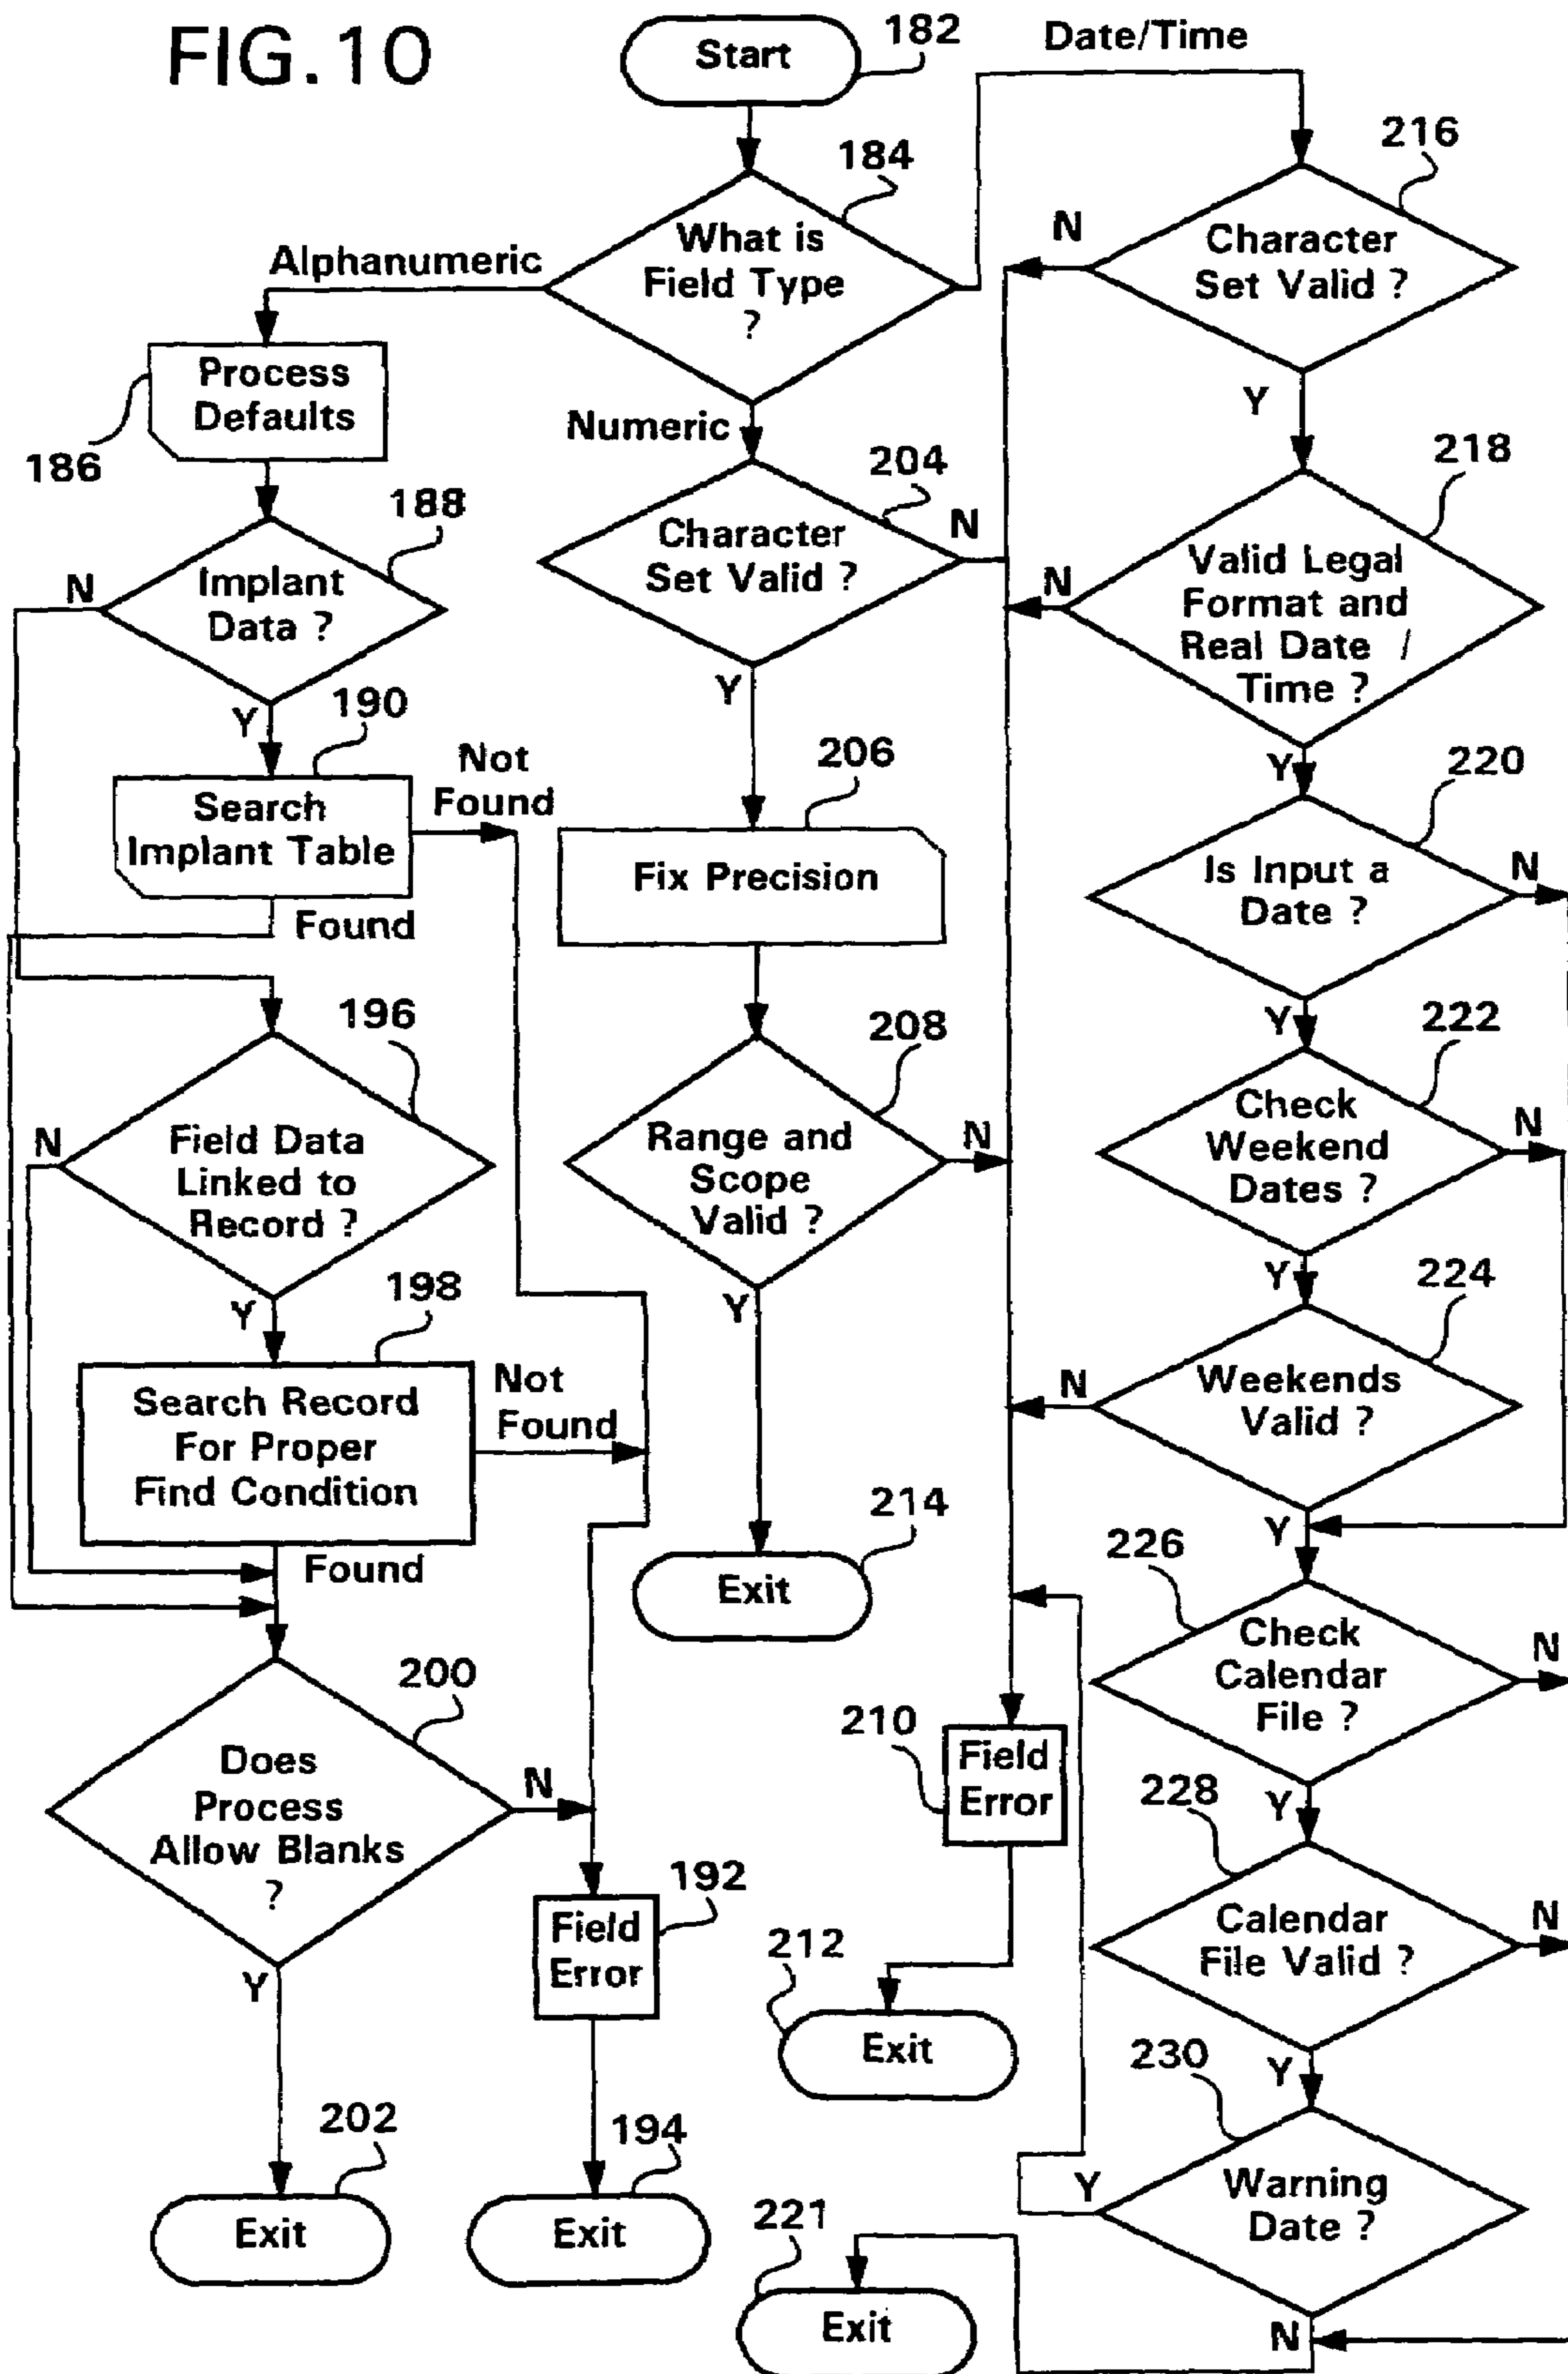 FIG.10
Start
182
Date/Time
184
What is
Field Type
?
Alphanumeric
Numeric
Process
Defaults
186
188
Implant
Data ?
N
Y
190
Search
Implant Table
Not
Found
Found
196
Field Data
Linked to
Record ?
N
Y
198
Search Record
For Proper
Find Condition
Not
Found
Found
200
Does
Process
Allow Blanks
?
N
Y
192
Field
Error
202
Exit
194
Exit
204
Character
Set Valid ?
N
Y
206
Fix Precision
208
Range and
Scope
Valid ?
N
Y
214
Exit
210
Field
Error
212
Exit
216
Character
Set Valid ?
N
Y
218
Valid Legal
Format and
Real Date /
Time ?
N
Y
220
Is Input a
Date ?
N
Y
222
Check
Weekend
Dates ?
N
Y
224
Weekends
Valid ?
N
Y
226
Check
Calendar
File ?
N
Y
228
Calendar
File Valid ?
N
Y
230
Warning
Date ?
Y
N
221
Exit